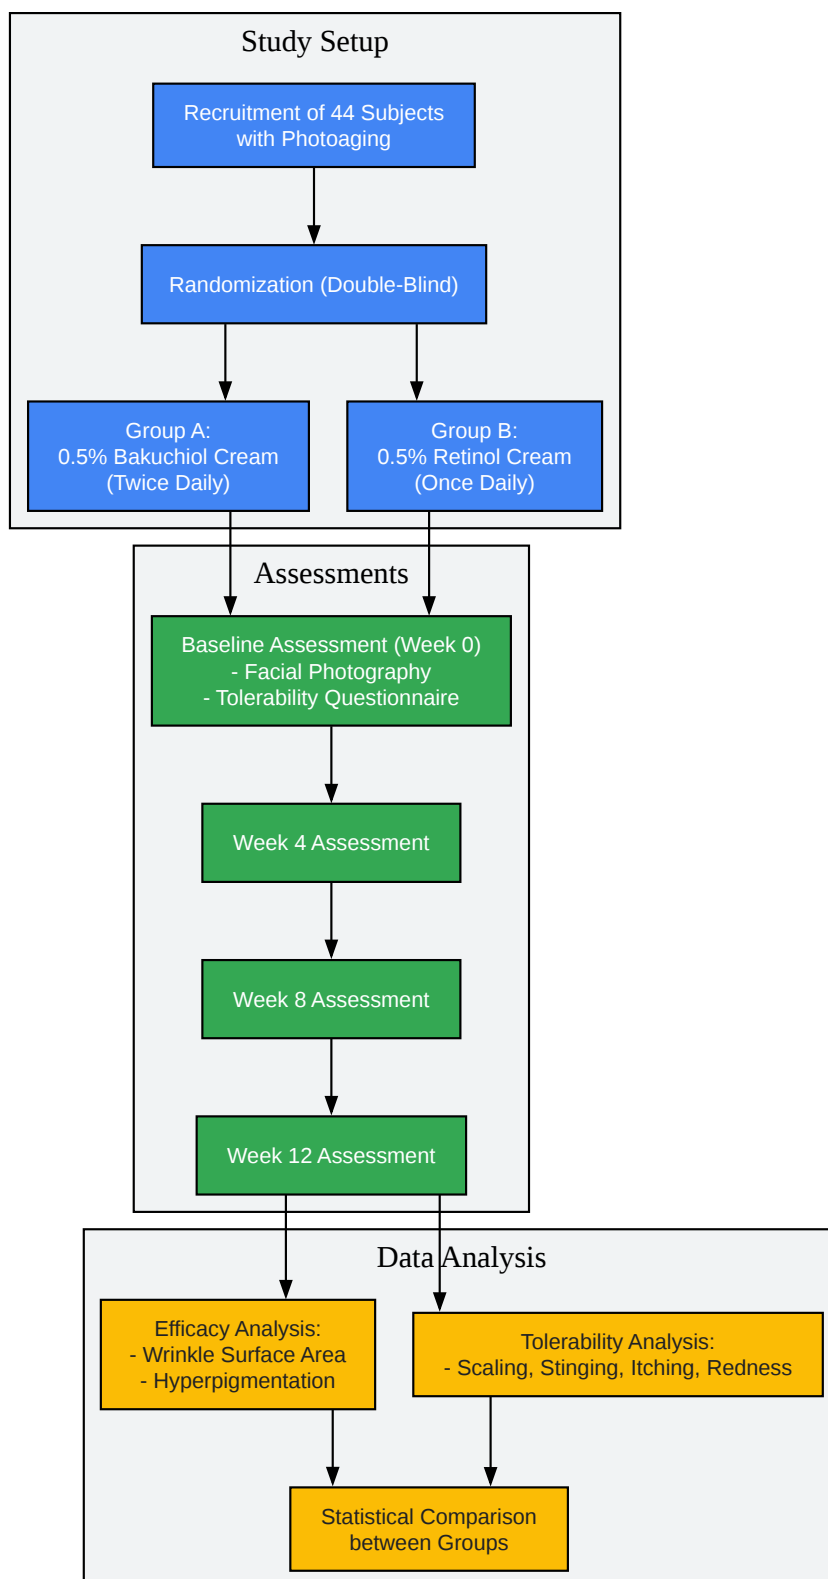 Study Setup
Recruitment of 44 Subjects
with Photoaging
Randomization (Double-Blind)
Group A:
0.5% Bakuchiol Cream
(Twice Daily)
Group B:
0.5% Retinol Cream
(Once Daily)
Assessments
Baseline Assessment (Week 0)
- Facial Photography
- Tolerability Questionnaire
Week 4 Assessment
Week 8 Assessment
Week 12 Assessment
Data Analysis
Efficacy Analysis:
- Wrinkle Surface Area
- Hyperpigmentation
Tolerability Analysis:
- Scaling, Stinging, Itching, Redness
Statistical Comparison
between Groups